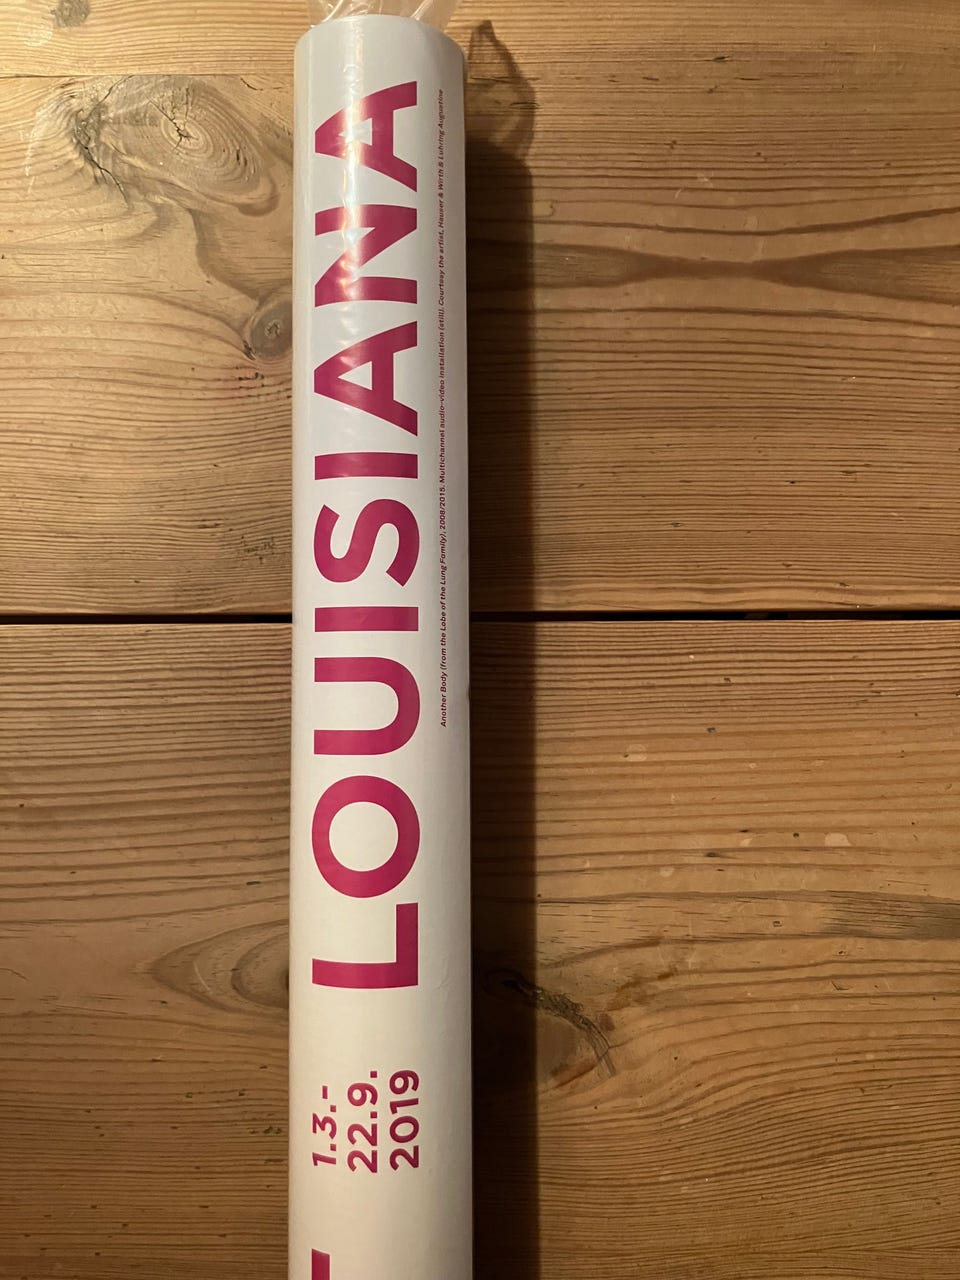 1.3.-
22.9.
2019
LOUISIANA
Another Body (from the Lobe of the Lung Family), 2008/2015. Multichannel audio-video installation (still). Courtesy the artist, Hauser & Wirth & Luhring Augustine